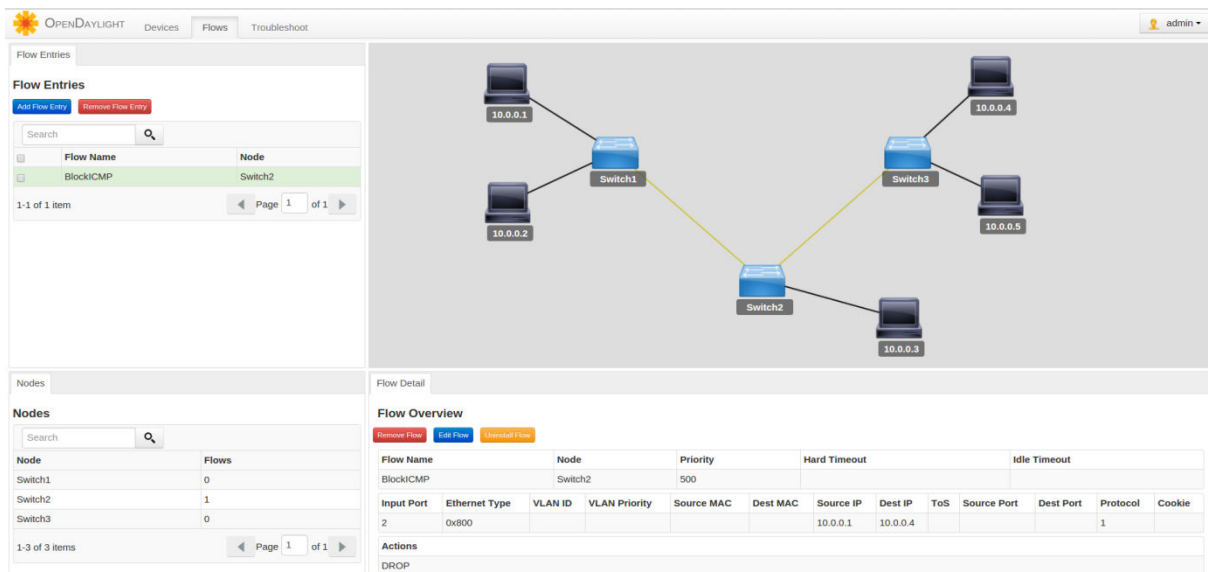 OPENDAYLIGHT Devices Flows Troubleshoot admin
Flow Entries
Flow Entries
Add Flow Entry Remove Flow Entry
Search
Flow Name Node
BlockICMP Switch2
1-1 of 1 item Page 1 of 1
10.0.0.1
10.0.0.4
Switch1
Switch3
10.0.0.2
10.0.0.5
Switch2
10.0.0.3
Nodes
Nodes
Search
Node Flows
Switch1 0
Switch2 1
Switch3 0
1-3 of 3 items Page 1 of 1
Flow Detail
Flow Overview
Remove Flow Edit Flow Uninstall Flow
Flow Name Node Priority Hard Timeout Idle Timeout
BlockICMP Switch2 500
Input Port Ethernet Type VLAN ID VLAN Priority Source MAC Dest MAC Source IP Dest IP ToS Source Port Dest Port Protocol Cookie
2 0x800 10.0.0.1 10.0.0.4 1
Actions
DROP